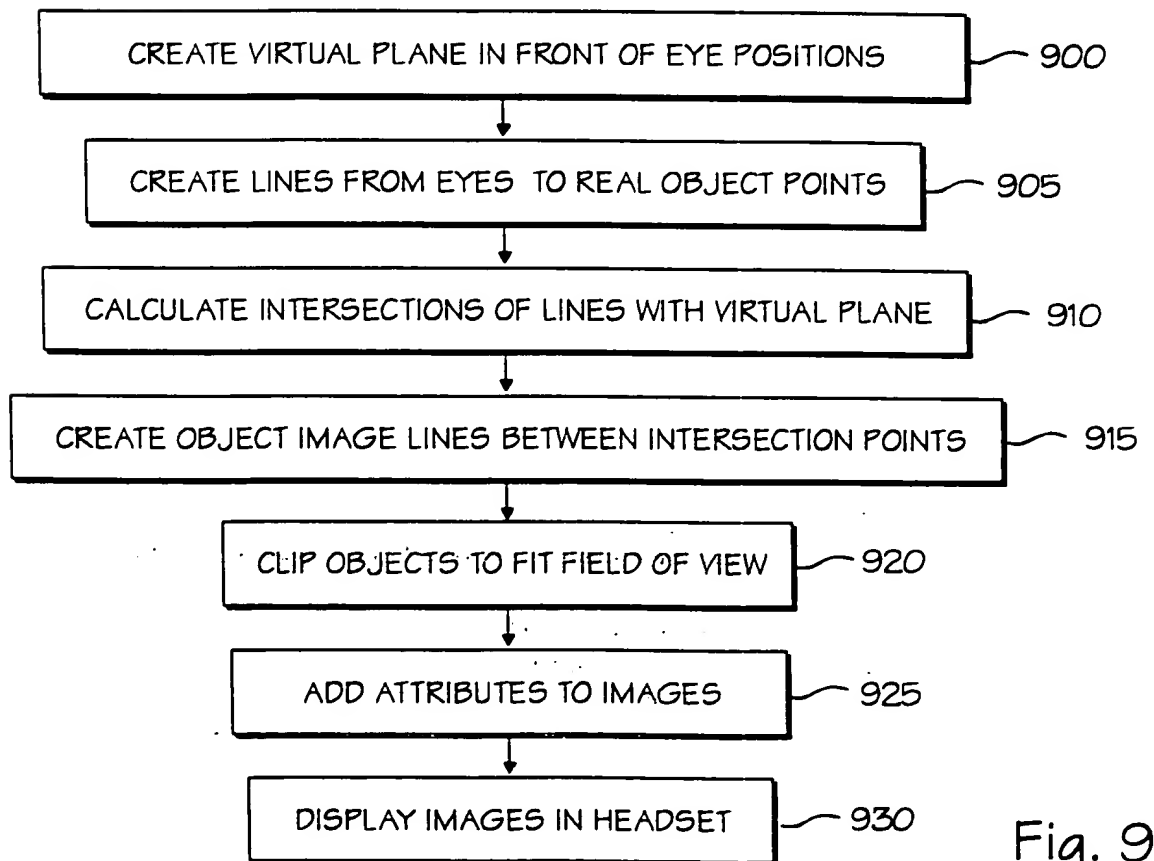 CREATE VIRTUAL PLANE IN FRONT OF EYE POSITIONS 900
CREATE LINES FROM EYES TO REAL OBJECT POINTS 905
CALCULATE INTERSECTIONS OF LINES WITH VIRTUAL PLANE 910
CREATE OBJECT IMAGE LINES BETWEEN INTERSECTION POINTS 915
CLIP OBJECTS TO FIT FIELD OF VIEW 920
ADD ATTRIBUTES TO IMAGES 925
DISPLAY IMAGES IN HEADSET 930
Fig. 9